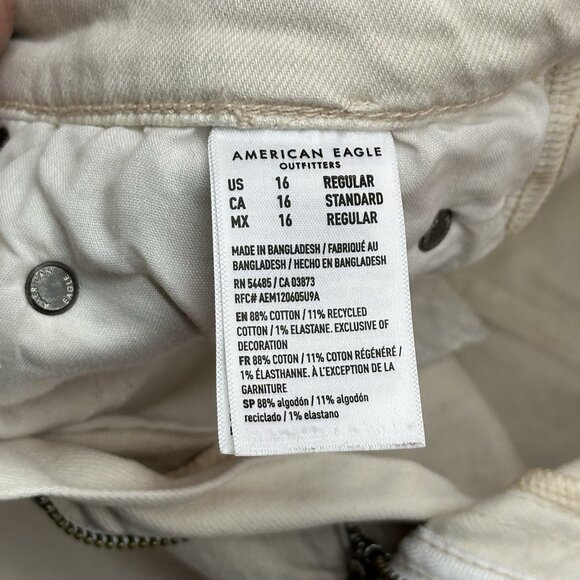 AMERICAN EAGLE
OUTFITTERS
US 16 REGULAR
CA 16 STANDARD
MX 16 REGULAR
MADE IN BANGLADESH / FABRIQUÉ AU
BANGLADESH / HECHO EN BANGLADESH
RN 54485 / CA 03873
RFC# AEM120605U9A
EN 88% COTTON / 11% RECYCLED
COTTON / 1% ELASTANE. EXCLUSIVE OF
DECORATION
FR 88% COTON / 11% COTON RÉGÉNÉRÉ /
1% ÉLASTHANNE. À L'EXCEPTION DE LA
GARNITURE
SP 88% algodón / 11% algodón
reciclado / 1% elastano
AMERICAN EAGLE